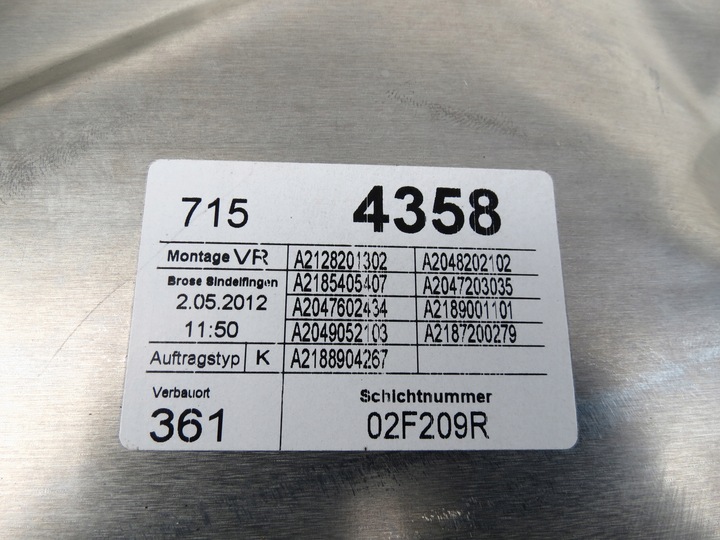 715 4358
Montage VR A2128201302 A2048202102
Brose Sindelfingen A2185405407 A2047203035
2.05.2012 A2047602434 A2189001101
11:50 A2049052103 A2187200279
Auftragstyp K A2188904267
Verbauort Schichtnummer
361 02F209R